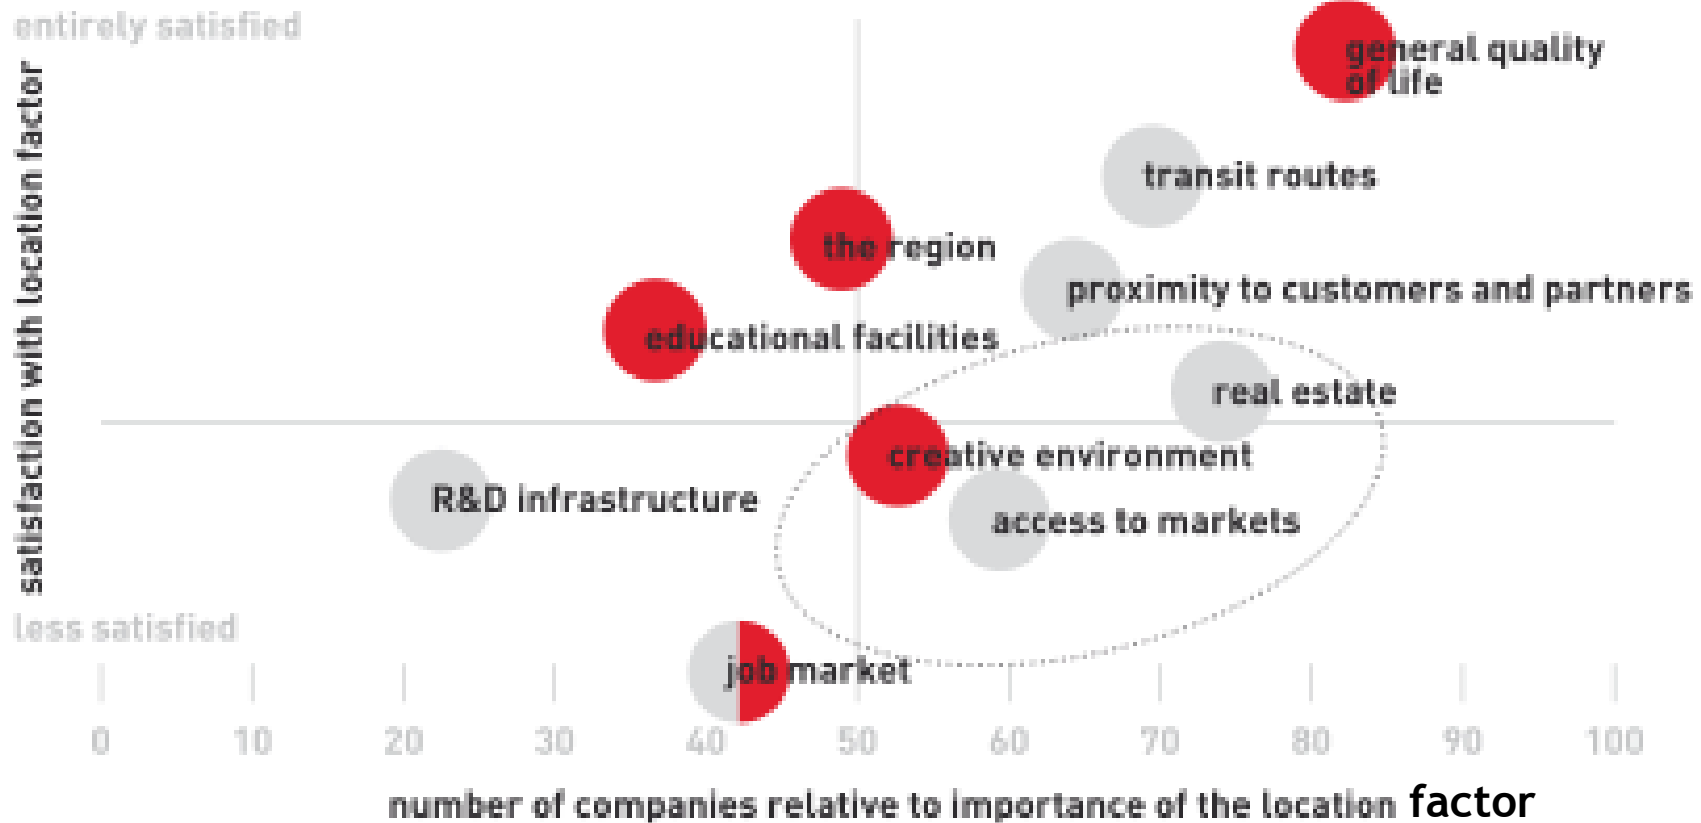 entirely satisfied
satisfaction with location factor
general quality
of life
transit routes
the region
proximity to customers and partners
educational facilities
real estate
creative environment
R&D infrastructure
access to markets
less satisfied
job market
0 10 20 30 40 50 60 70 80 90 100
number of companies relative to importance of the location factor